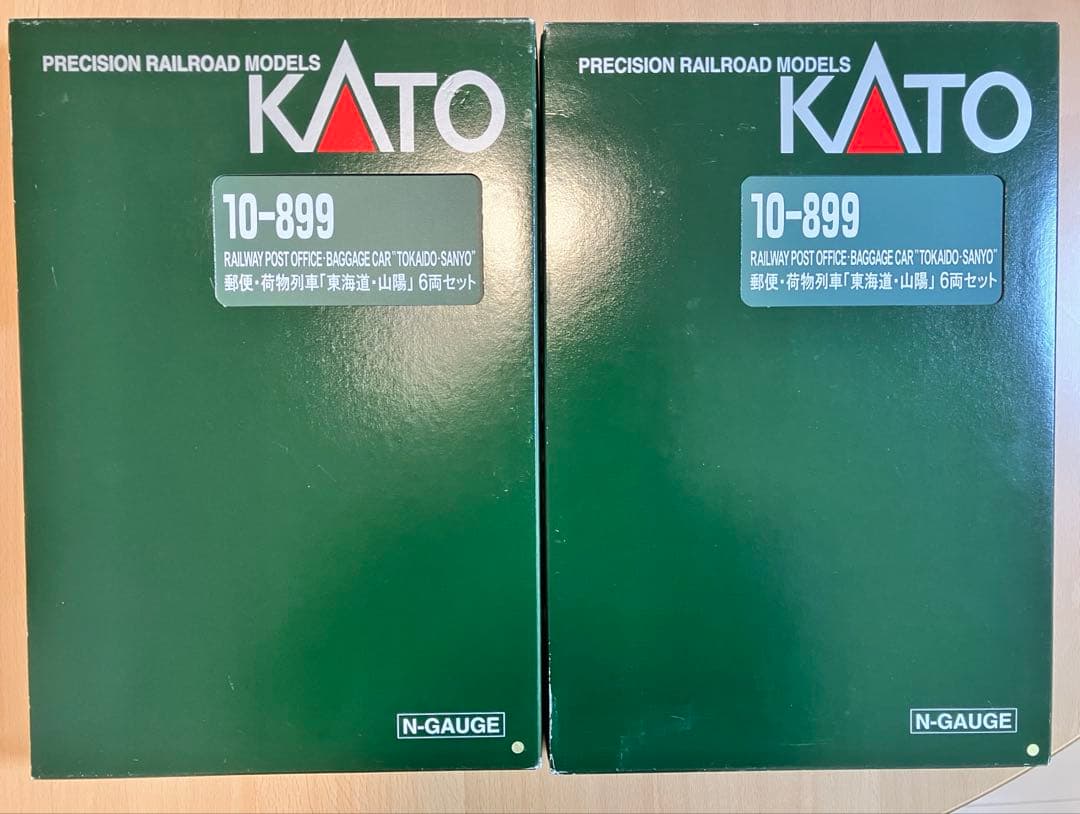 PRECISION RAILROAD MODELS
KATO
10-899
RAILWAY POST OFFICE・BAGGAGE CAR "TOKAIDO-SANYO"
郵便・荷物列車「東海道・山陽」6両セット
N-GAUGE
PRECISION RAILROAD MODELS
KATO
10-899
RAILWAY POST OFFICE・BAGGAGE CAR "TOKAIDO-SANYO"
郵便・荷物列車「東海道・山陽」6両セット
N-GAUGE